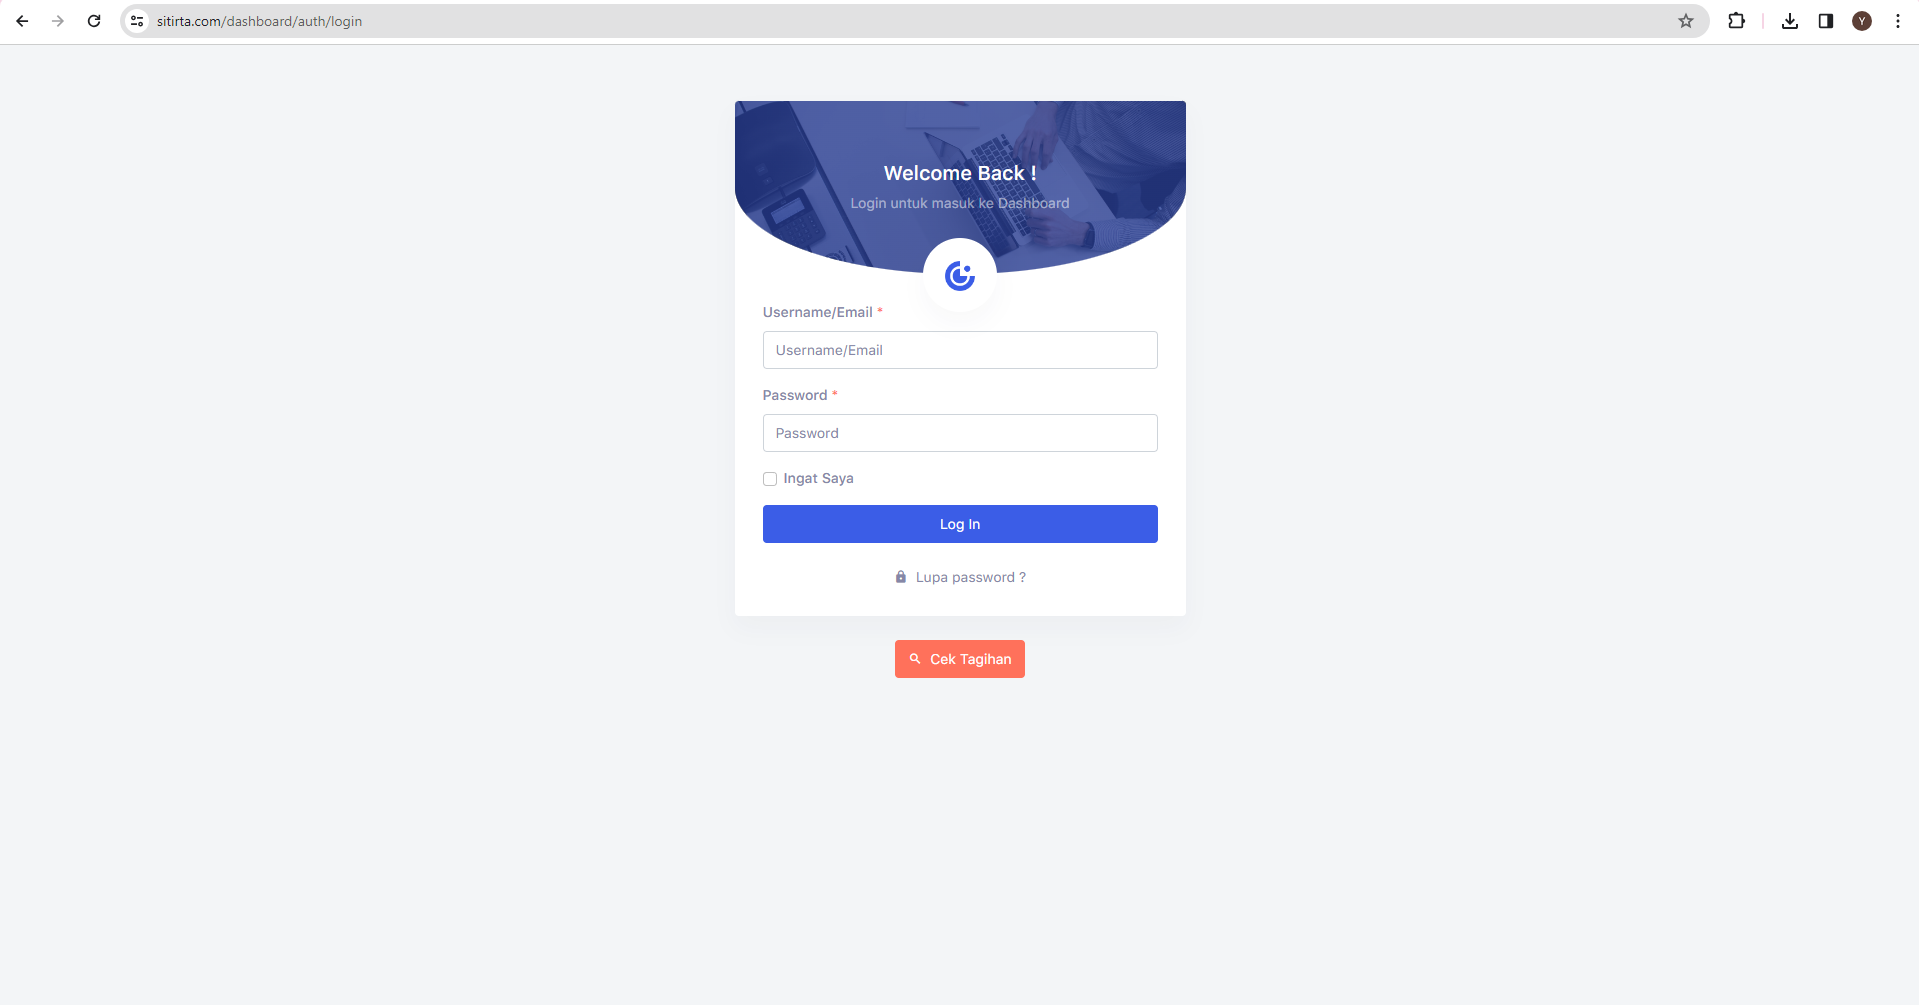 sitirta.com/dashboard/auth/login
Y
Welcome Back !
Login untuk masuk ke Dashboard
Username/Email *
Username/Email
Password *
Password
Ingat Saya
Log In
Lupa password ?
Cek Tagihan